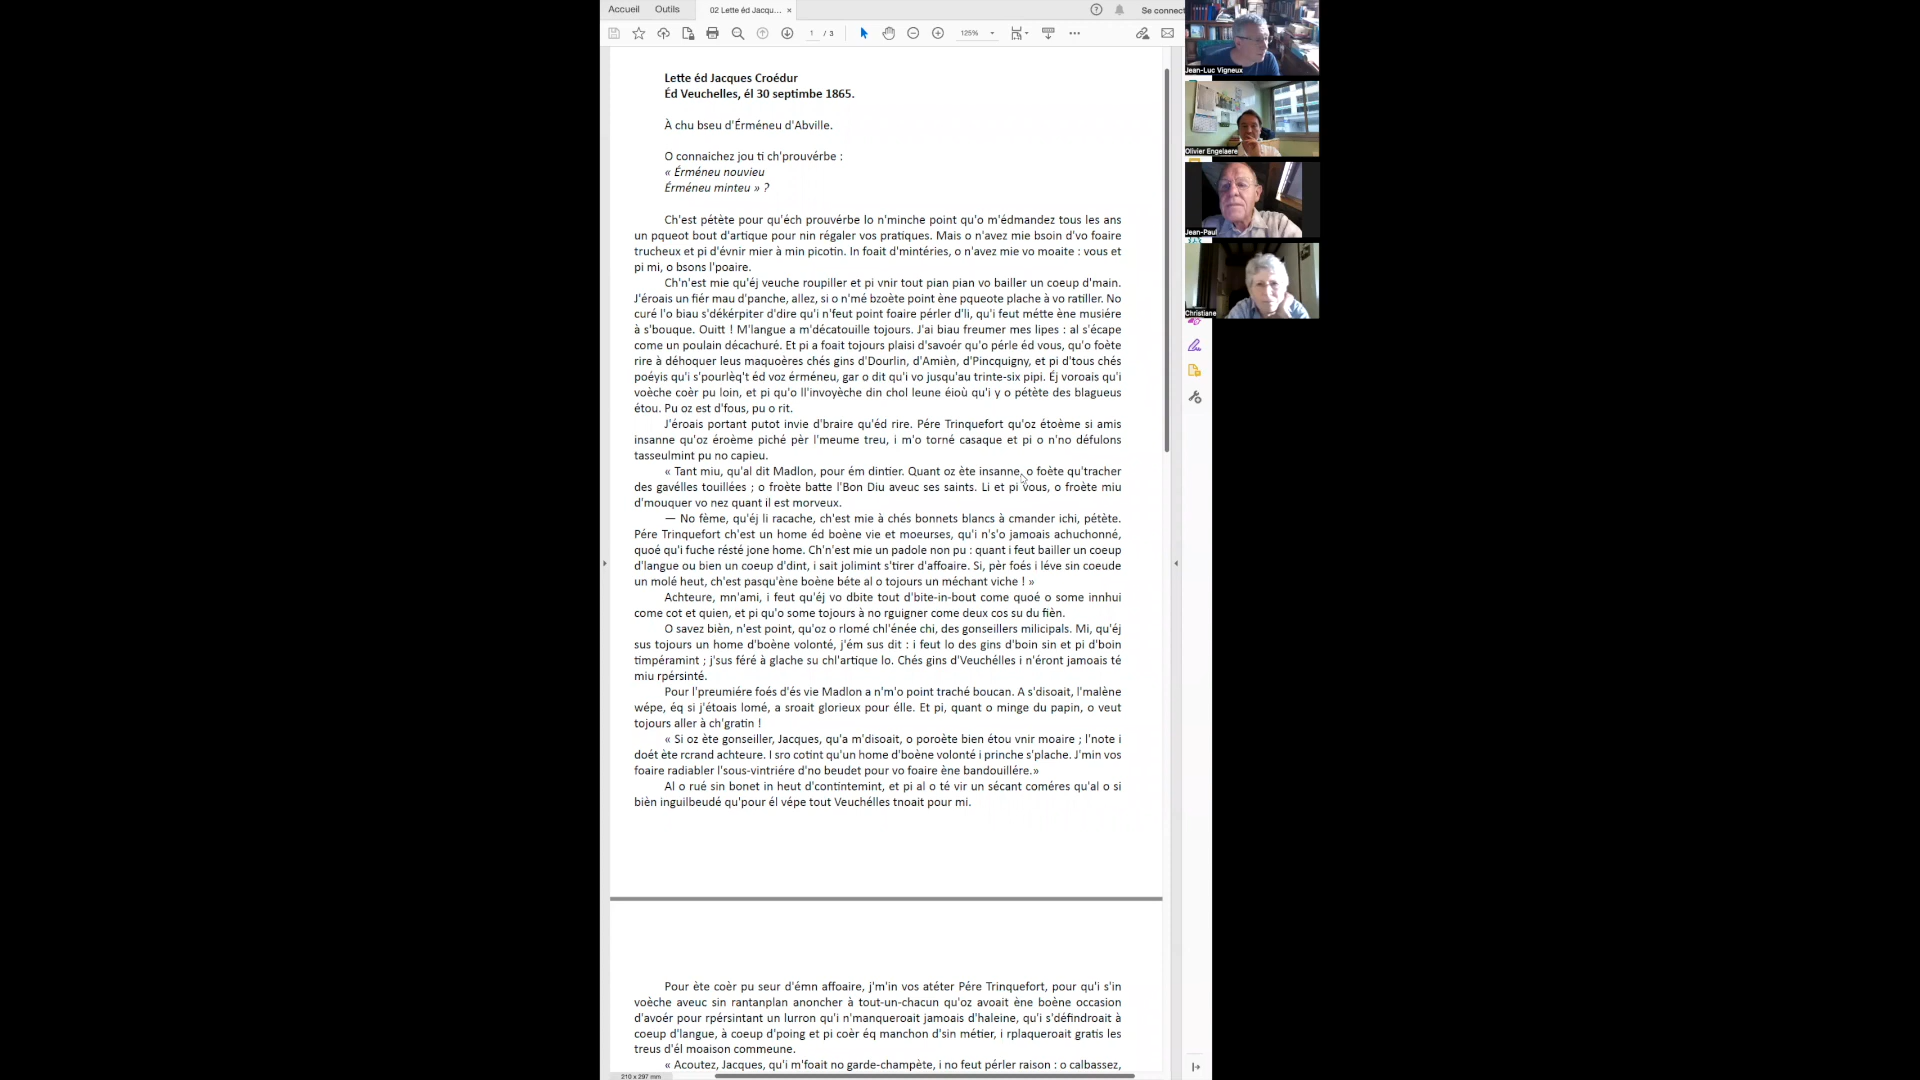 Accueil Outils 02 Lette éd Jacqu... × Se connect
1 / 3 125%
Lette éd Jacques Croédur
Éd Veuchelles, él 30 septimbe 1865.
À chu bseu d'Érméneu d'Abville.
O connaichez jou ti ch'prouvérbe :
« Érméneu nouvieu
Érméneu minteu » ?
Ch'est pétète pour qu'éch prouvérbe lo n'minche point qu'o m'édmandez tous les ans
un pqueot bout d'artique pour nin régaler vos pratiques. Mais o n'avez mie bsoin d'vo foaire
trucheux et pi d'évnir mier à min picotin. In foait d'mintéries, o n'avez mie vo moaite : vous et
pi mi, o bsons l'poaire.
Ch'n'est mie qu'éj veuche roupiller et pi vnir tout pian pian vo bailler un coeup d'main.
J'éroais un fiér mau d'panche, allez, si o n'mé bzoète point ène pqueote plache à vo ratiller. No
curé l'o biau s'dékérpiter d'dire qu'i n'feut point foaire pérler d'li, qu'i feut métte ène musiére
à s'bouque. Ouitt ! M'langue a m'décatouille tojours. J'ai biau freumer mes lipes : al s'écape
come un poulain décachuré. Et pi a foait tojours plaisi d'savoér qu'o pérle éd vous, qu'o foète
rire à déhoquer leus maquoères chés gins d'Dourlin, d'Amièn, d'Pincquigny, et pi d'tous chés
poéyis qu'i s'pourlèq't éd voz érméneu, gar o dit qu'i vo jusqu'au trinte-six pipi. Éj voroais qu'i
voèche coèr pu loin, et pi qu'o ll'invoyèche din chol leune éioù qu'i y o pétète des blagueus
étou. Pu oz est d'fous, pu o rit.
J'éroais portant putot invie d'braire qu'éd rire. Pére Trinquefort qu'oz étoème si amis
insanne qu'oz éroème piché pèr l'meume treu, i m'o torné casaque et pi o n'no défulons
tasseulmint pu no capieu.
« Tant miu, qu'al dit Madlon, pour ém dintier. Quant oz ète insanne, o foète qu'tracher
des gavélles touillées ; o froète batte l'Bon Diu aveuc ses saints. Li et pi vous, o froète miu
d'mouquer vo nez quant il est morveux.
— No fème, qu'éj li racache, ch'est mie à chés bonnets blancs à cmander ichi, pétète.
Pére Trinquefort ch'est un home éd boène vie et moeurses, qu'i n's'o jamoais achuchonné,
quoé qu'i fuche résté jone home. Ch'n'est mie un padole non pu : quant i feut bailler un coeup
d'langue ou bien un coeup d'dint, i sait jolimint s'tirer d'affoaire. Si, pèr foés i léve sin coeude
un molé heut, ch'est pasqu'ène boène béte al o tojours un méchant viche ! »
Achteure, mn'ami, i feut qu'éj vo dbite tout d'bite-in-bout come quoé o some innhui
come cot et quien, et pi qu'o some tojours à no rguigner come deux cos su du fièn.
O savez bièn, n'est point, qu'oz o rlomé chl'énée chi, des gonseillers milicipals. Mi, qu'éj
sus tojours un home d'boène volonté, j'ém sus dit : i feut lo des gins d'boin sin et pi d'boin
timpéramint ; j'sus féré à glache su chl'artique lo. Chés gins d'Veuchélles i n'éront jamoais té
miu rpérsinté.
Pour l'preumiére foés d'és vie Madlon a n'm'o point traché boucan. A s'disoait, l'malène
wépe, éq si j'étoais lomé, a sroait glorieux pour élle. Et pi, quant o minge du papin, o veut
tojours aller à ch'gratin !
« Si oz ète gonseiller, Jacques, qu'a m'disoait, o poroète bien étou vnir moaire ; l'note i
doét ète rcrand achteure. I sro cotint qu'un home d'boène volonté i princhе s'plache. J'min vos
foaire radiabler l'sous-vintriére d'no beudet pour vo foaire ène bandouillére.»
Al o rué sin bonet in heut d'contintemint, et pi al o té vir un sécant coméres qu'al o si
bièn inguilbeudé qu'pour él vépe tout Veuchélles tnoait pour mi.
Pour ète coèr pu seur d'émn affoaire, j'm'in vos atéter Pére Trinquefort, pour qu'i s'in
voèche aveuc sin rantanplan anoncher à tout-un-chacun qu'oz avoait ène boène occasion
d'avoér pour rpérsintant un lurron qu'i n'manqueroait jamoais d'haleine, qu'i s'défindroait à
coeup d'langue, à coeup d'poing et pi coèr éq manchon d'sin métier, i rplaqueroait gratis les
treus d'él moaison commeune.
« Acoutez, Jacques, qu'i m'foait no garde-champète, i no feut pérler raison : o calbassez,
210 x 297 mm
Jean-Luc Vigneux
Olivier Engelaere
Jean-Paul
Christiane